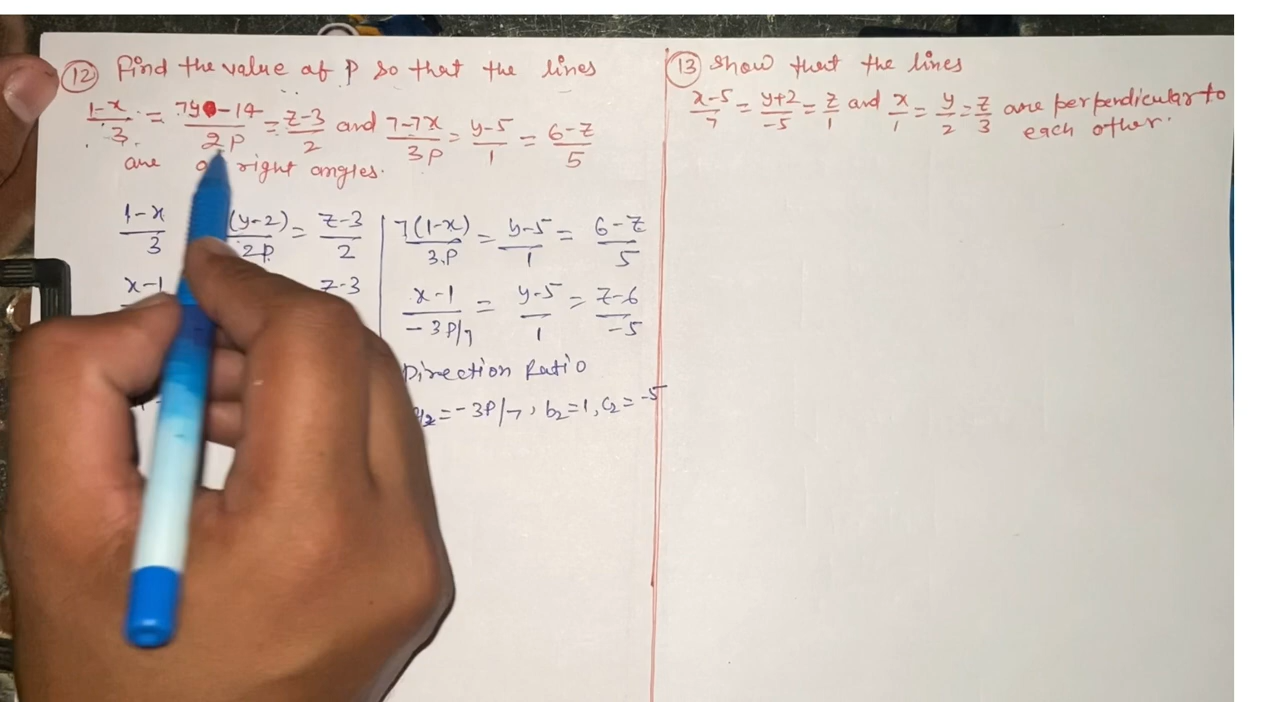 12 Find the value of P so that the lines
1-x/3 = 7y-14/2P = z-3/2 and 7-7x/3P = y-5/1 = 6-z/5
are right angles.
1-x/3 (y-2)/2P = z-3/2
x-1 z-3
7(1-x)/3P = y-5/1 = 6-z/5
x-1/-3P/7 = y-5/1 = z-6/-5
Direction Ratio
a2 = -3P/7, b2 = 1, c2 = -5
13 show that the lines
x-5/7 = y+2/-5 = z/1 and x/1 = y/2 = z/3 are perpendicular to
each other.